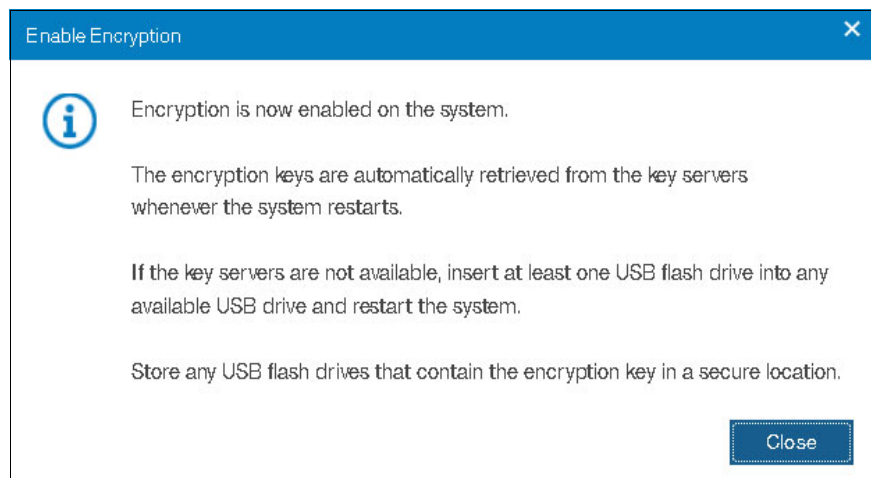 Enable Encryption
Encryption is now enabled on the system.
The encryption keys are automatically retrieved from the key servers
whenever the system restarts.
If the key servers are not available, insert at least one USB flash drive into any
available USB drive and restart the system.
Store any USB flash drives that contain the encryption key in a secure location.
Close